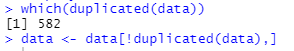 > which(duplicated(data))
[1] 582
> data <- data[!duplicated(data),]